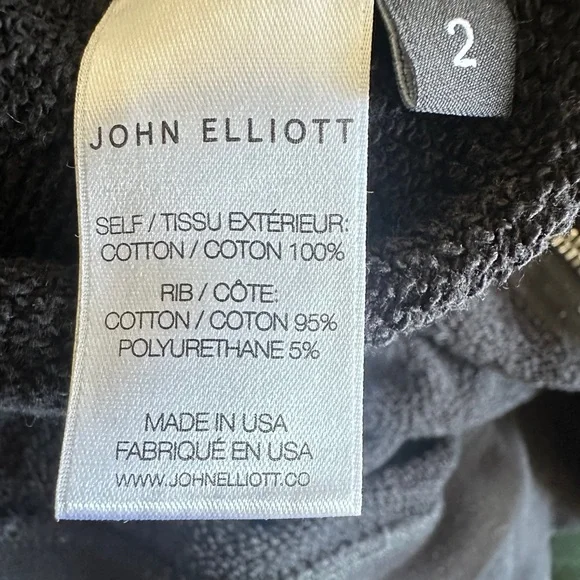 2
JOHN ELLIOTT
SELF / TISSU EXTÉRIEUR:
COTTON / COTON 100%
RIB / CÔTE:
COTTON / COTON 95%
POLYURETHANE 5%
MADE IN USA
FABRIQUÉ EN USA
WWW.JOHNELLIOTT.CO